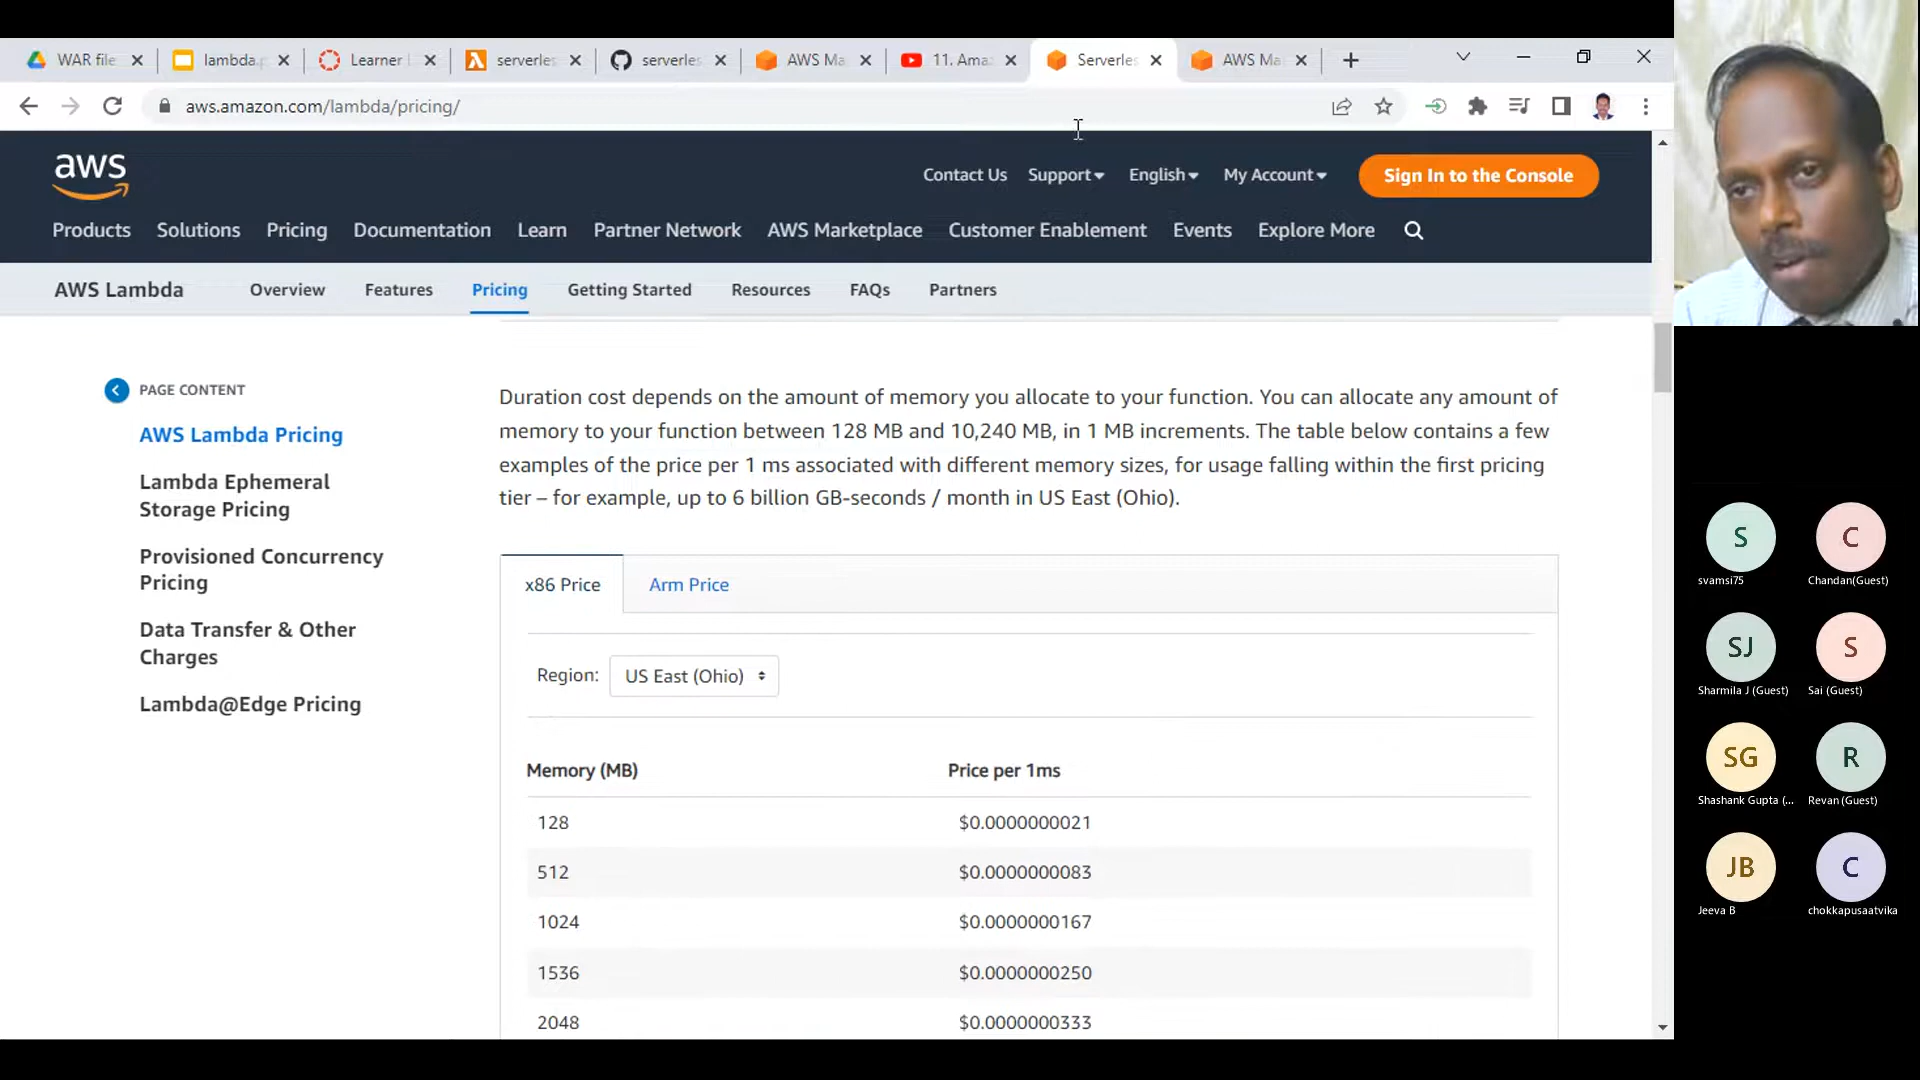 WAR file
lambda.p
Learner
serverles
serverles
AWS Ma
11. Ama
Serverles
AWS Ma
aws.amazon.com/lambda/pricing/
aws
Contact Us
Support
English
My Account
Sign In to the Console
Products
Solutions
Pricing
Documentation
Learn
Partner Network
AWS Marketplace
Customer Enablement
Events
Explore More
AWS Lambda
Overview
Features
Pricing
Getting Started
Resources
FAQs
Partners
PAGE CONTENT
AWS Lambda Pricing
Lambda Ephemeral
Storage Pricing
Provisioned Concurrency
Pricing
Data Transfer & Other
Charges
Lambda@Edge Pricing
Duration cost depends on the amount of memory you allocate to your function. You can allocate any amount of
memory to your function between 128 MB and 10,240 MB, in 1 MB increments. The table below contains a few
examples of the price per 1 ms associated with different memory sizes, for usage falling within the first pricing
tier – for example, up to 6 billion GB-seconds / month in US East (Ohio).
x86 Price
Arm Price
Region:
US East (Ohio)
Memory (MB)
Price per 1ms
128
$0.0000000021
512
$0.0000000083
1024
$0.0000000167
1536
$0.0000000250
2048
$0.0000000333
S
C
svamsi75
Chandan(Guest)
SJ
S
Sharmila J (Guest)
Sai (Guest)
SG
R
Shashank Gupta (...
Revan (Guest)
JB
C
Jeeva B
chokkapusaatvika